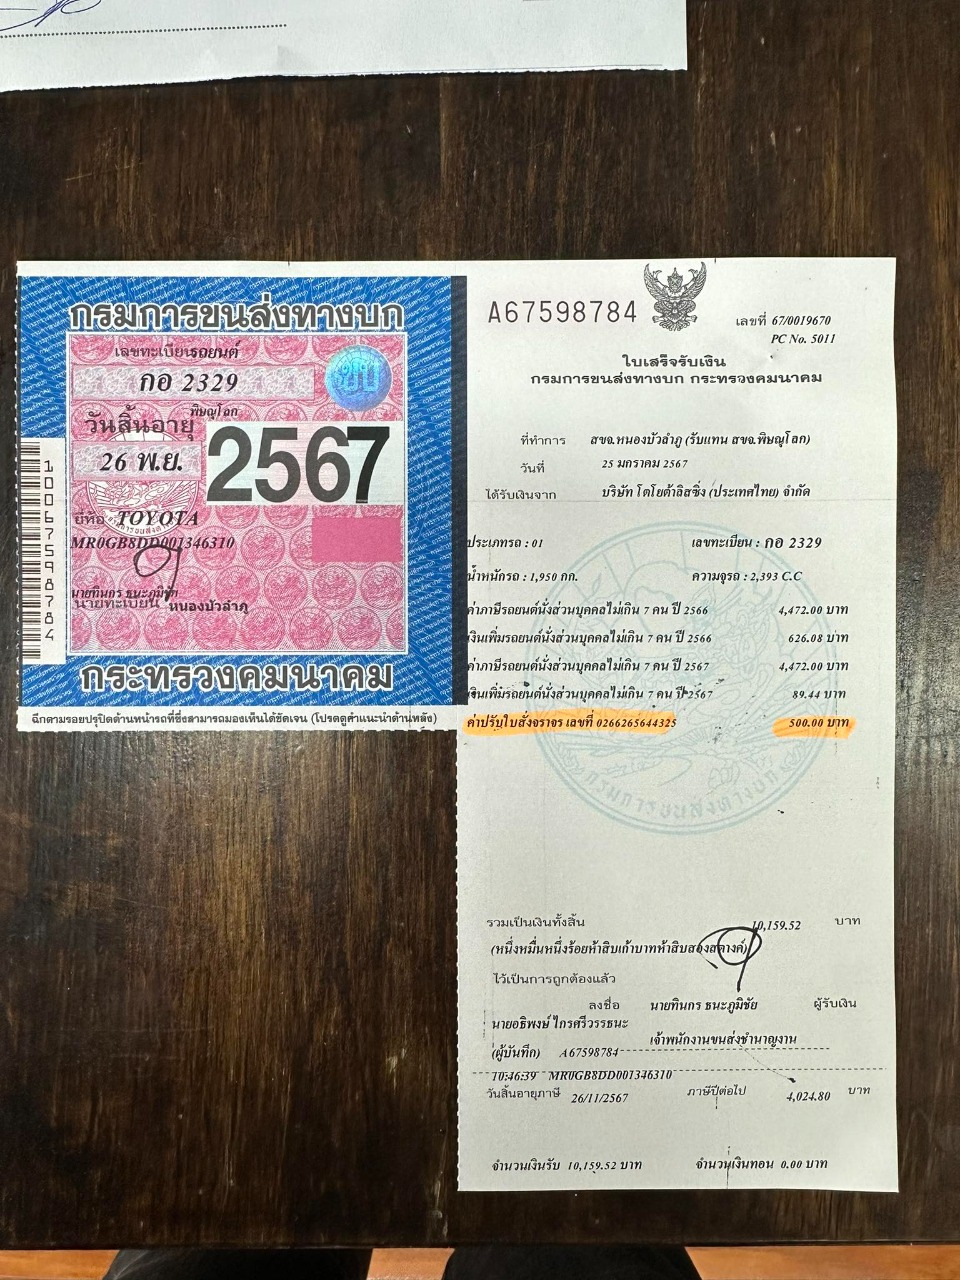 กรมการขนส่งทางบก
เลขทะเบียนรถยนต์
กอ 2329
พิษณุโลก
วันสิ้นอายุ
26 พ.ย.
2567
ยี่ห้อ TOYOTA
MR0GB8DD001346310
นายทินกร ธนะภูมิชัย
นายทะเบียน หนองบัวลำภู
กระทรวงคมนาคม
10067598784
ฉีกตามรอยปรุปิดด้านหน้ารถที่ซึ่งสามารถมองเห็นได้ชัดเจน (โปรดดูคำแนะนำด้านหลัง)
A67598784
เลขที่ 67/0019670
PC No. 5011
ใบเสร็จรับเงิน
กรมการขนส่งทางบก กระทรวงคมนาคม
ที่ทำการ สขจ.หนองบัวลำภู (รับแทน สขจ.พิษณุโลก)
วันที่ 25 มกราคม 2567
ได้รับเงินจาก บริษัท โตโยต้าลิสซิ่ง (ประเทศไทย) จำกัด
ประเภทรถ : 01 เลขทะเบียน : กอ 2329
น้ำหนักรถ : 1,950 กก. ความจุรถ : 2,393 C.C
ค่าภาษีรถยนต์นั่งส่วนบุคคลไม่เกิน 7 คน ปี 2566 4,472.00 บาท
เงินเพิ่มรถยนต์นั่งส่วนบุคคลไม่เกิน 7 คน ปี 2566 626.08 บาท
ค่าภาษีรถยนต์นั่งส่วนบุคคลไม่เกิน 7 คน ปี 2567 4,472.00 บาท
เงินเพิ่มรถยนต์นั่งส่วนบุคคลไม่เกิน 7 คน ปี 2567 89.44 บาท
ค่าปรับใบสั่งจราจร เลขที่ 0266265644325 500.00 บาท
กรมการขนส่งทางบก
รวมเป็นเงินทั้งสิ้น 10,159.52 บาท
(หนึ่งหมื่นหนึ่งร้อยห้าสิบเก้าบาทห้าสิบสองสตางค์)
ไว้เป็นการถูกต้องแล้ว
ลงชื่อ นายทินกร ธนะภูมิชัย ผู้รับเงิน
นายอธิพงษ์ ไกรศรีวรรธนะ
เจ้าพนักงานขนส่งชำนาญงาน
(ผู้บันทึก) A67598784
10:46:39 MR0GB8DD001346310
วันสิ้นอายุภาษี 26/11/2567 ภาษีปีต่อไป 4,024.80 บาท
จำนวนเงินรับ 10,159.52 บาท จำนวนเงินทอน 0.00 บาท